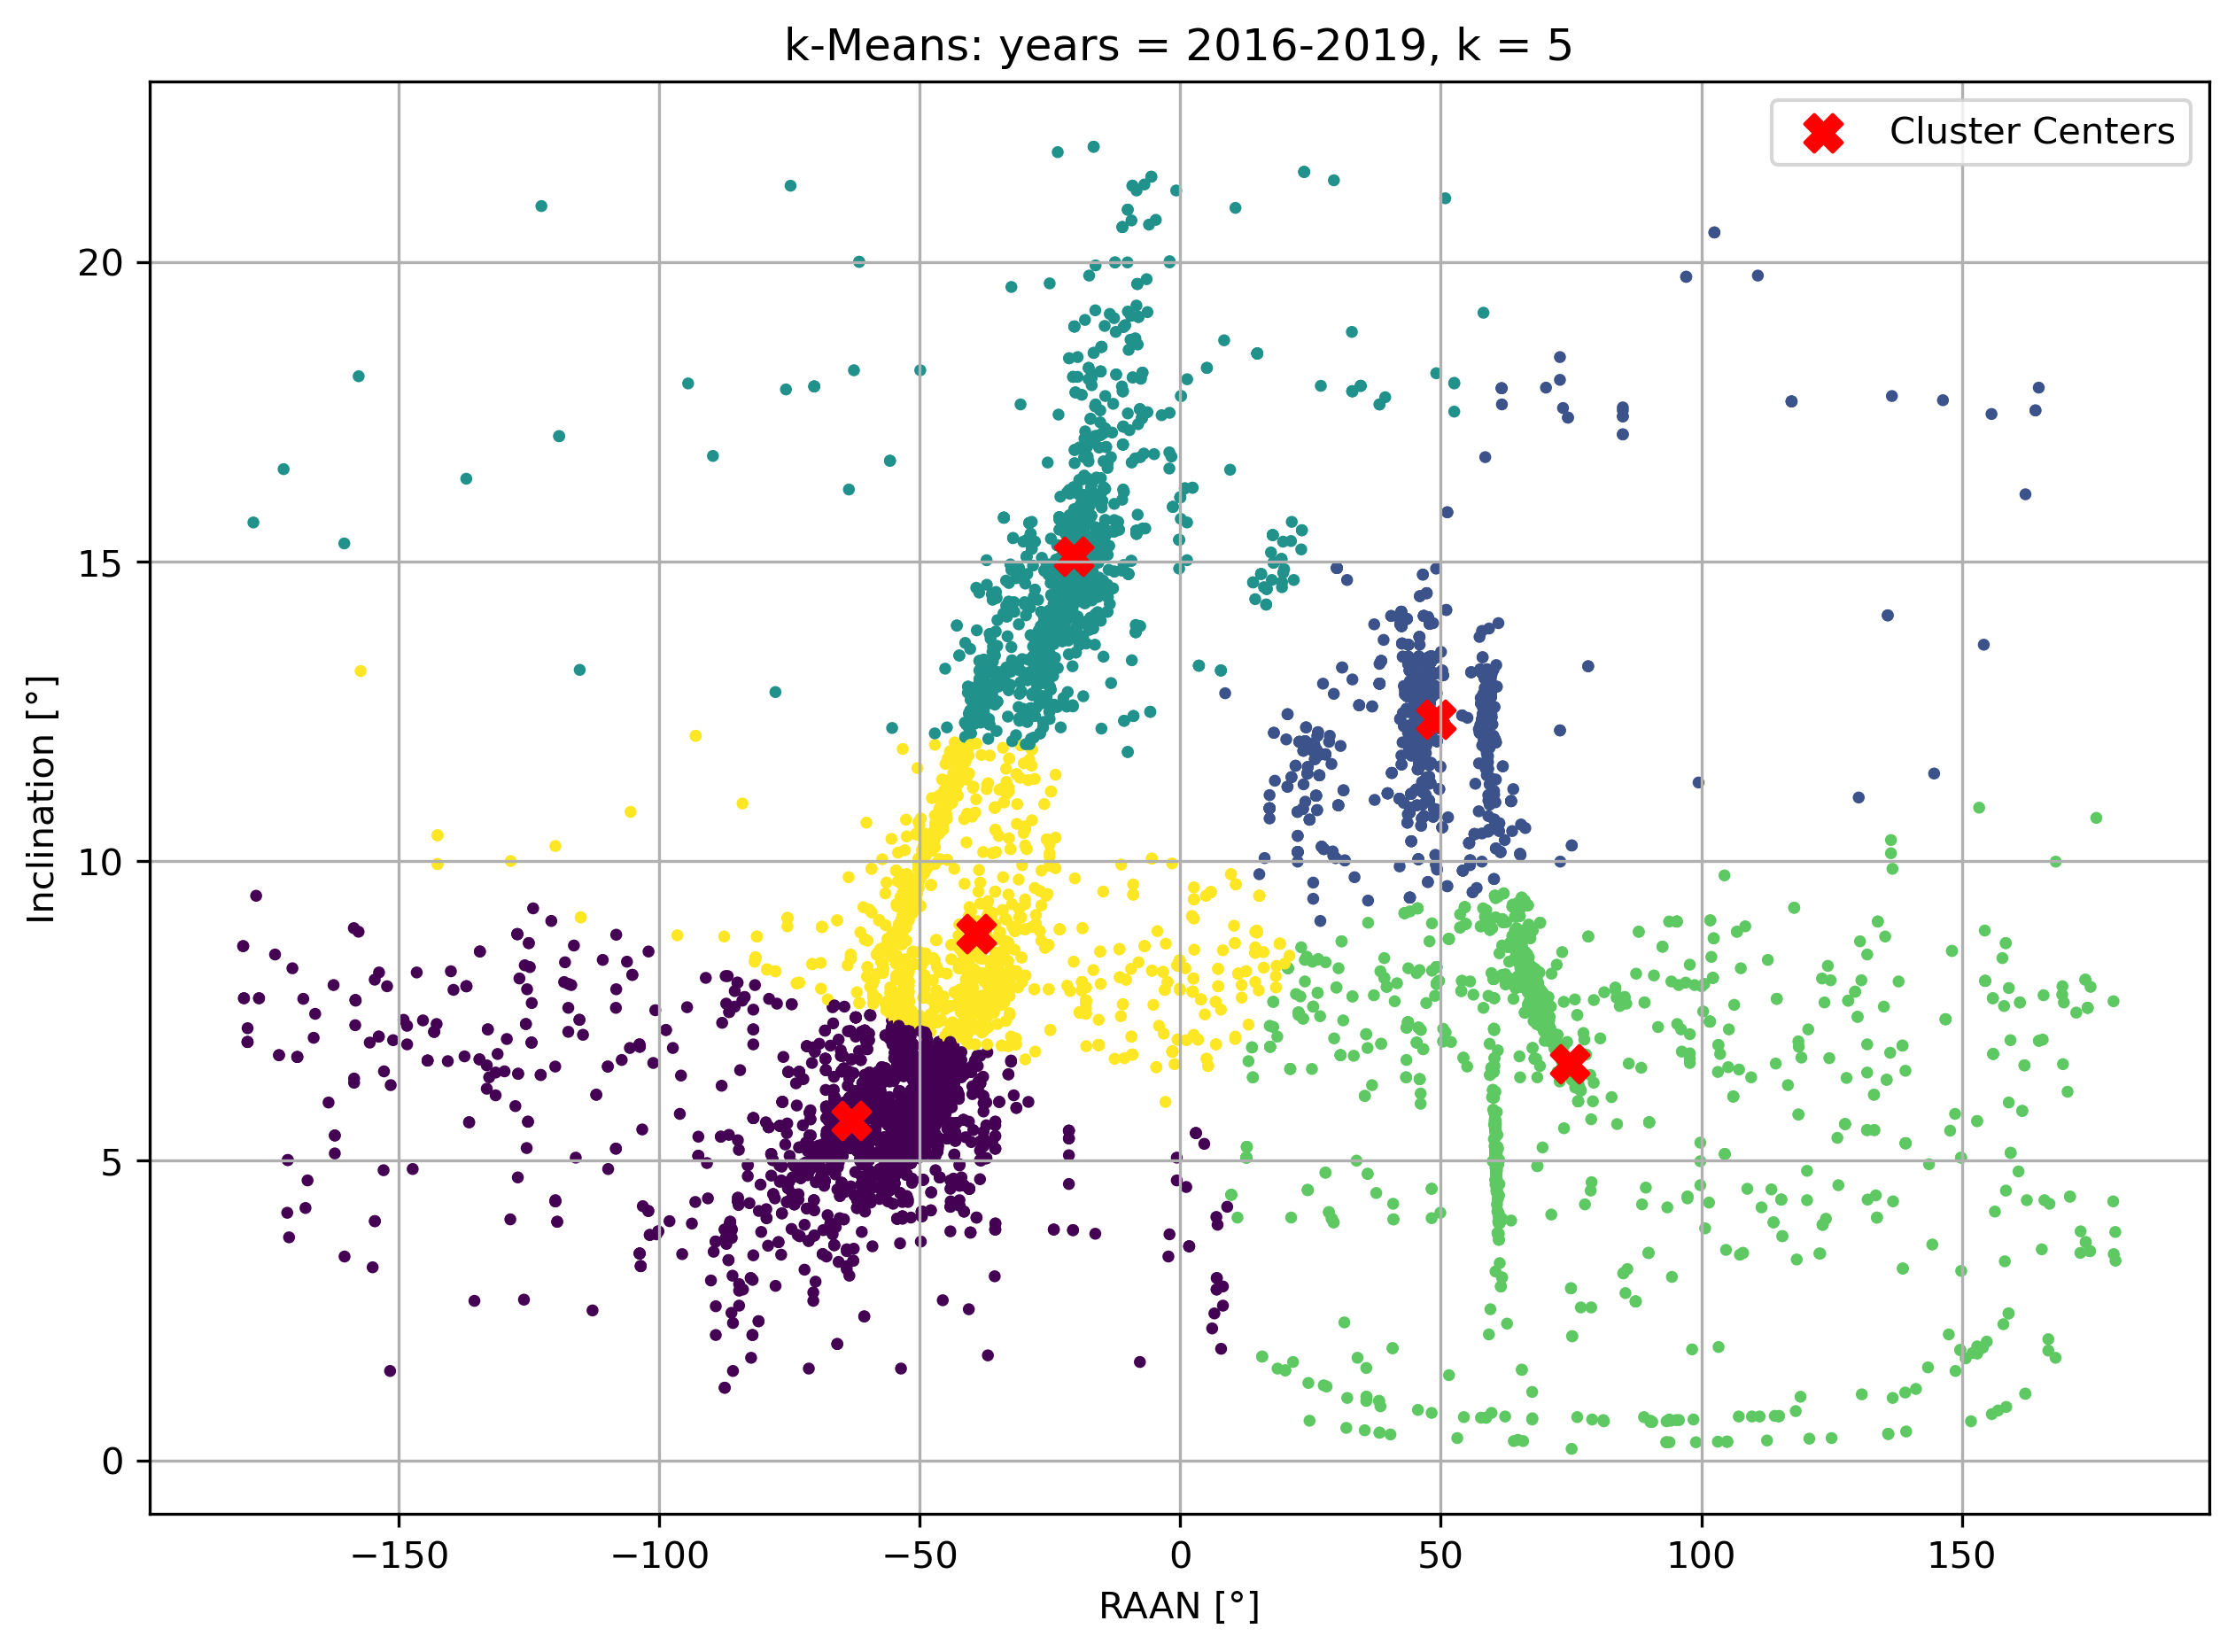 k-Means: years = 2016-2019, k = 5
Cluster Centers
20
15
10
5
0
Inclination [°]
−150 −100 −50 0 50 100 150
RAAN [°]